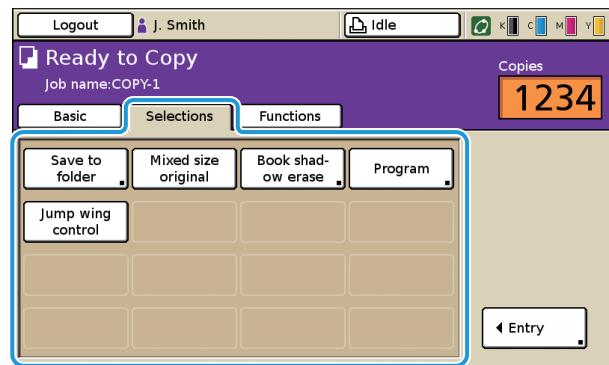 Logout
J. Smith
Idle
K C M Y
Ready to Copy
Job name:COPY-1
Copies
1234
Basic
Selections
Functions
Save to
folder
Mixed size
original
Book shad-
ow erase
Program
Jump wing
control
Entry